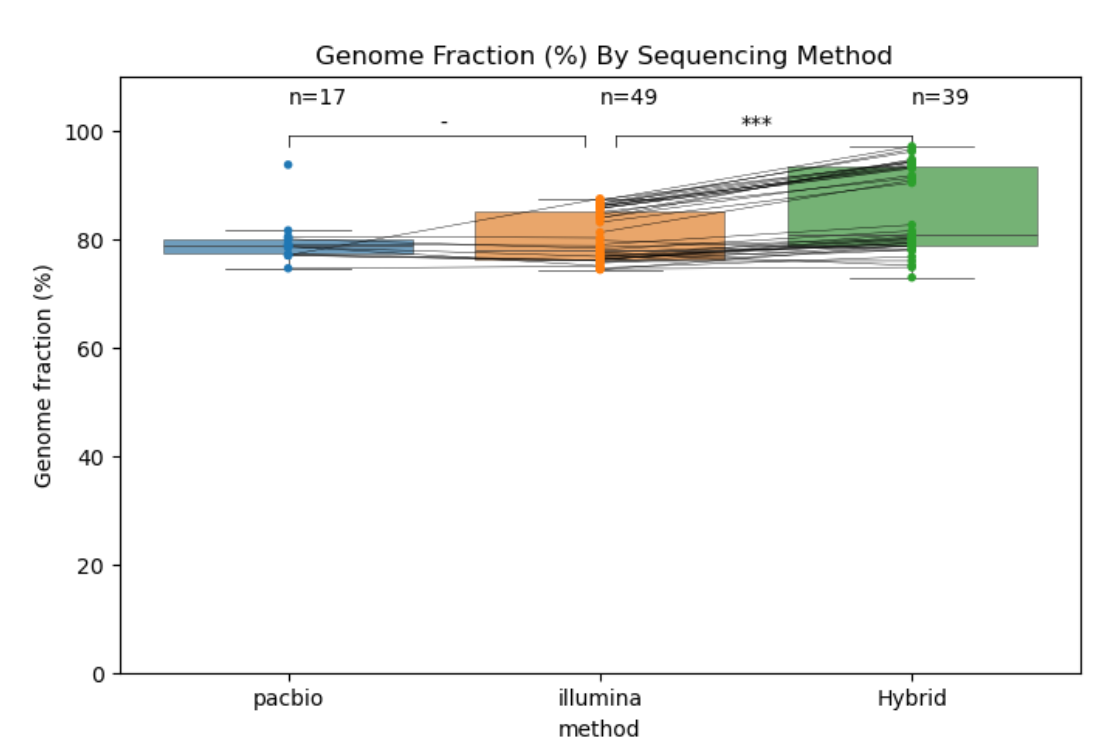 Genome Fraction (%) By Sequencing Method
n=17 n=49 n=39
- ***
100
80
60
40
20
0
Genome fraction (%)
pacbio illumina Hybrid
method